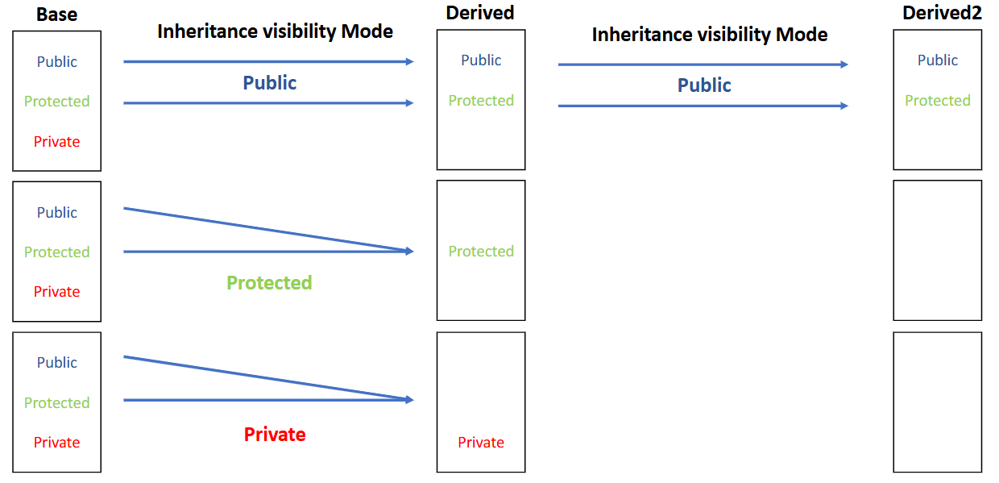 Base
Derived
Derived2
Inheritance visibility Mode
Inheritance visibility Mode
Public
Public
Public
Public
Public
Protected
Protected
Protected
Private
Public
Protected
Protected
Private
Protected
Public
Protected
Private
Private
Private